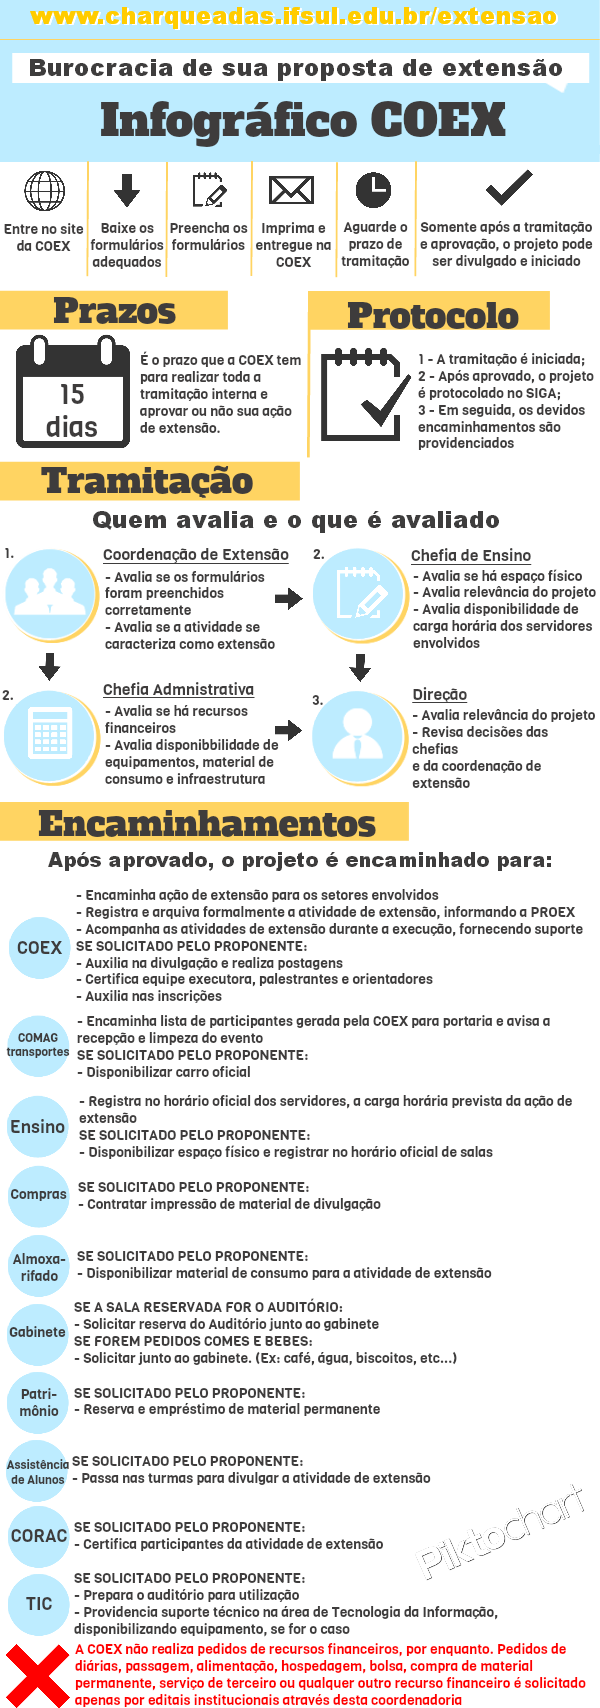 www.charqueadas.ifsul.edu.br/extensao
Burocracia de sua proposta de extensão
Infográfico COEX
Entre no site
da COEX
Baixe os
formulários
adequados
Preencha os
formulários
Imprima e
entregue na
COEX
Aguarde o
prazo de
tramitação
Somente após a tramitação
e aprovação, o projeto pode
ser divulgado e iniciado
Prazos
15
dias
É o prazo que a COEX tem
para realizar toda a
tramitação interna e
aprovar ou não sua ação
de extensão.
Protocolo
1 - A tramitação é iniciada;
2 - Após aprovado, o projeto
é protocolado no SIGA;
3 - Em seguida, os devidos
encaminhamentos são
providenciados
Tramitação
Quem avalia e o que é avaliado
1.
Coordenação de Extensão
- Avalia se os formulários
foram preenchidos
corretamente
- Avalia se a atividade se
caracteriza como extensão
2.
Chefia de Ensino
- Avalia se há espaço físico
- Avalia relevância do projeto
- Avalia disponibilidade de
carga horária dos servidores
envolvidos
2.
Chefia Admnistrativa
- Avalia se há recursos
financeiros
- Avalia disponibbilidade de
equipamentos, material de
consumo e infraestrutura
3.
Direção
- Avalia relevância do projeto
- Revisa decisões das
chefias
e da coordenação de
extensão
Encaminhamentos
Após aprovado, o projeto é encaminhado para:
COEX
- Encaminha ação de extensão para os setores envolvidos
- Registra e arquiva formalmente a atividade de extensão, informando a PROEX
- Acompanha as atividades de extensão durante a execução, fornecendo suporte
SE SOLICITADO PELO PROPONENTE:
- Auxilia na divulgação e realiza postagens
- Certifica equipe executora, palestrantes e orientadores
- Auxilia nas inscrições
COMAG
transportes
- Encaminha lista de participantes gerada pela COEX para portaria e avisa a
recepção e limpeza do evento
SE SOLICITADO PELO PROPONENTE:
- Disponibilizar carro oficial
Ensino
- Registra no horário oficial dos servidores, a carga horária prevista da ação de
extensão
SE SOLICITADO PELO PROPONENTE:
- Disponibilizar espaço físico e registrar no horário oficial de salas
Compras
SE SOLICITADO PELO PROPONENTE:
- Contratar impressão de material de divulgação
Almoxa-
rifado
SE SOLICITADO PELO PROPONENTE:
- Disponibilizar material de consumo para a atividade de extensão
Gabinete
SE A SALA RESERVADA FOR O AUDITÓRIO:
- Solicitar reserva do Auditório junto ao gabinete
SE FOREM PEDIDOS COMES E BEBES:
- Solicitar junto ao gabinete. (Ex: café, água, biscoitos, etc...)
Patri-
mônio
SE SOLICITADO PELO PROPONENTE:
- Reserva e empréstimo de material permanente
Assistência
de Alunos
SE SOLICITADO PELO PROPONENTE:
- Passa nas turmas para divulgar a atividade de extensão
CORAC
SE SOLICITADO PELO PROPONENTE:
- Certifica participantes da atividade de extensão
Piktochart
TIC
SE SOLICITADO PELO PROPONENTE:
- Prepara o auditório para utilização
- Providencia suporte técnico na área de Tecnologia da Informação,
disponibilizando equipamento, se for o caso
A COEX não realiza pedidos de recursos financeiros, por enquanto. Pedidos de
diárias, passagem, alimentação, hospedagem, bolsa, compra de material
permanente, serviço de terceiro ou qualquer outro recurso financeiro é solicitado
apenas por editais institucionais através desta coordenadoria